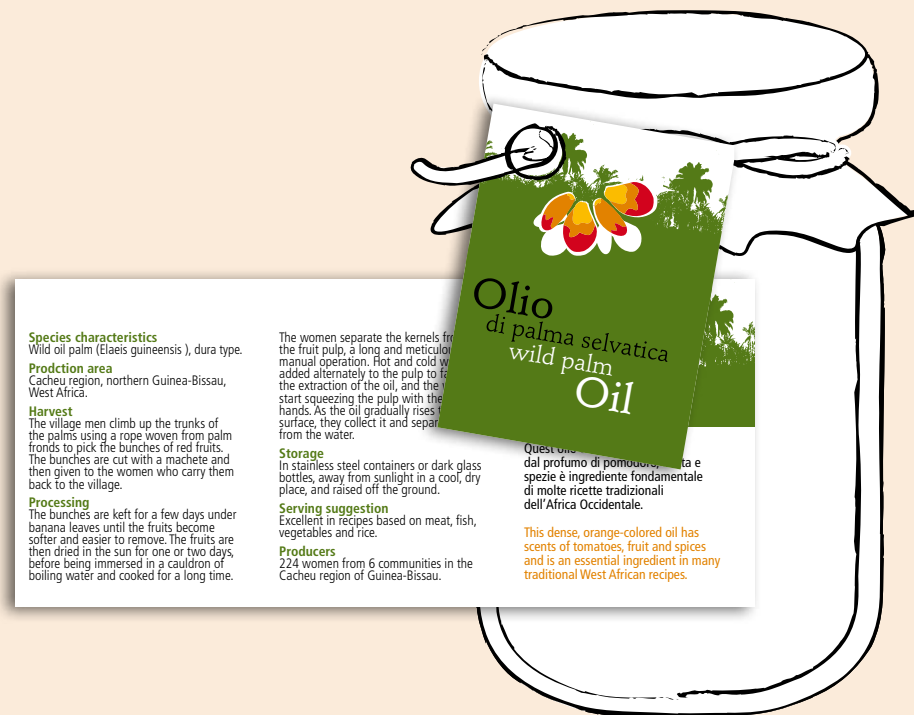 Species characteristics
Wild oil palm (Elaeis guineensis ), dura type.
Prodction area
Cacheu region, northern Guinea-Bissau,
West Africa.
Harvest
The village men climb up the trunks of
the palms using a rope woven from palm
fronds to pick the bunches of red fruits.
The bunches are cut with a machete and
then given to the women who carry them
back to the village.
Processing
The bunches are keft for a few days under
banana leaves until the fruits become
softer and easier to remove. The fruits are
then dried in the sun for one or two days,
before being immersed in a cauldron of
boiling water and cooked for a long time.
The women separate the kernels
the fruit pulp, a long and
manual operation. Hot and cold
added alternately to the pulp to
the extraction of the oil, and the
start squeezing the pulp with
hands. As the oil gradually rises
surface, they collect it and
from the water.
Storage
In stainless steel containers or dark glass
bottles, away from sunlight in a cool, dry
place, and raised off the ground.
Serving suggestion
Excellent in recipes based on meat, fish,
vegetables and rice.
Producers
224 women from 6 communities in the
Cacheu region of Guinea-Bissau.
Olio
di palma selvatica
wild palm
Oil
dal profumo di pomodoro, e
spezie è ingrediente fondamentale
di molte ricette tradizionali
dell'Africa Occidentale.
This dense, orange-colored oil has
scents of tomatoes, fruit and spices
and is an essential ingredient in many
traditional West African recipes.